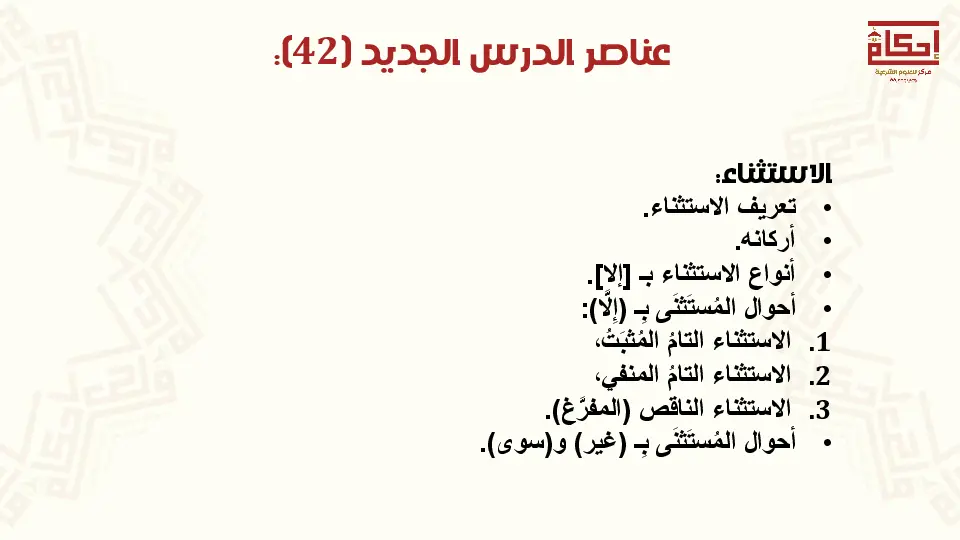 عناصر الدرس الجديد (42):
إحكام
مركز للعلوم الشرعية
الاستثناء:
• تعريف الاستثناء.
• أركانه.
• أنواع الاستثناء بـ [إلا].
• أحوال المُستَثنَى بِـ (إلَّا):
1. الاستثناء التامُ المُثبَتُ،
2. الاستثناء التامُ المنفي،
3. الاستثناء الناقص (المفرَّغ).
• أحوال المُستَثنَى بِـ (غير) و(سوى).